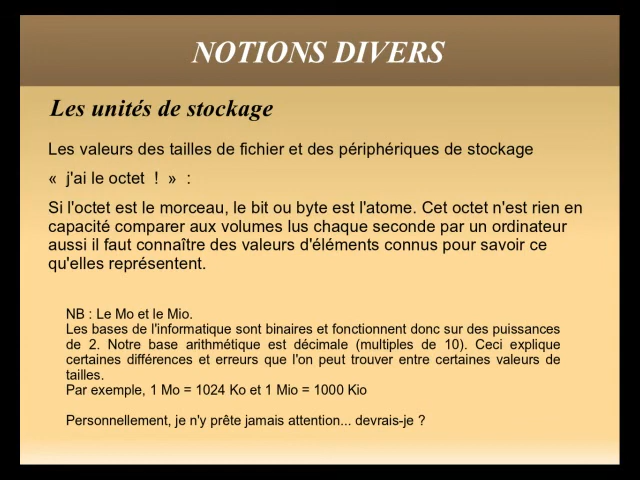 NOTIONS DIVERS
Les unités de stockage
Les valeurs des tailles de fichier et des périphériques de stockage
« j'ai le octet ! » :
Si l'octet est le morceau, le bit ou byte est l'atome. Cet octet n'est rien en
capacité comparer aux volumes lus chaque seconde par un ordinateur
aussi il faut connaître des valeurs d'éléments connus pour savoir ce
qu'elles représentent.
NB : Le Mo et le Mio.
Les bases de l'informatique sont binaires et fonctionnent donc sur des puissances
de 2. Notre base arithmétique est décimale (multiples de 10). Ceci explique
certaines différences et erreurs que l'on peut trouver entre certaines valeurs de
tailles.
Par exemple, 1 Mo = 1024 Ko et 1 Mio = 1000 Kio
Personnellement, je n'y prête jamais attention... devrais-je ?